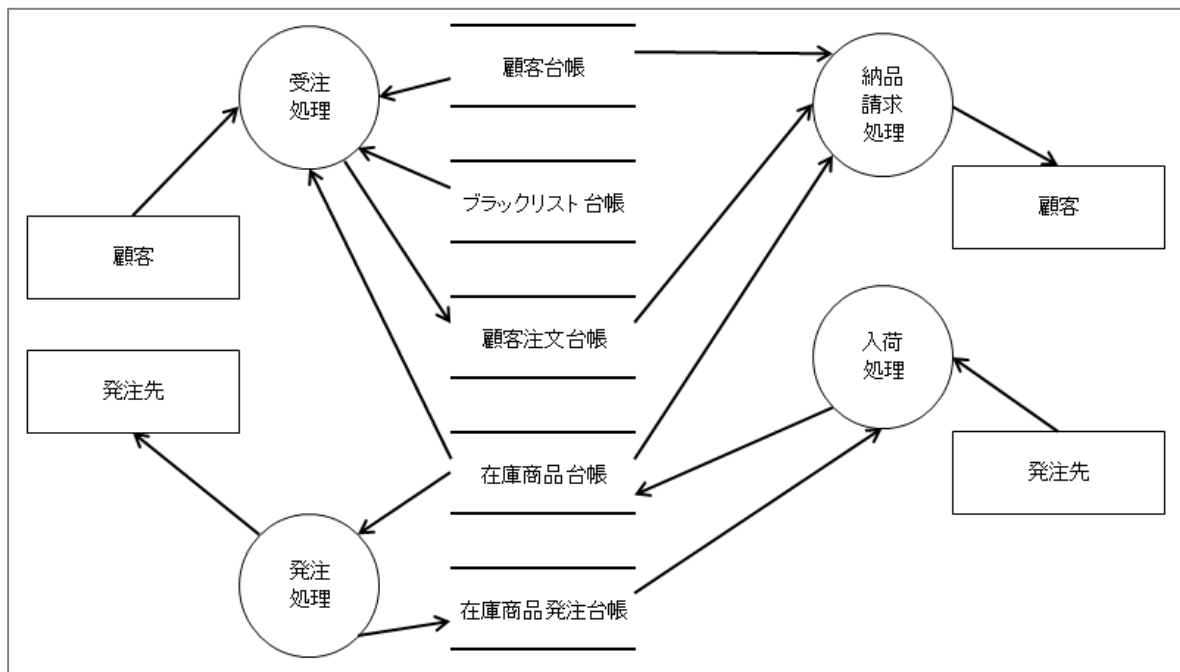 受注
処理
顧客台帳
納品
請求
処理
ブラックリスト台帳
顧客
顧客
顧客注文台帳
入荷
処理
発注先
在庫商品台帳
発注先
発注
処理
在庫商品発注台帳